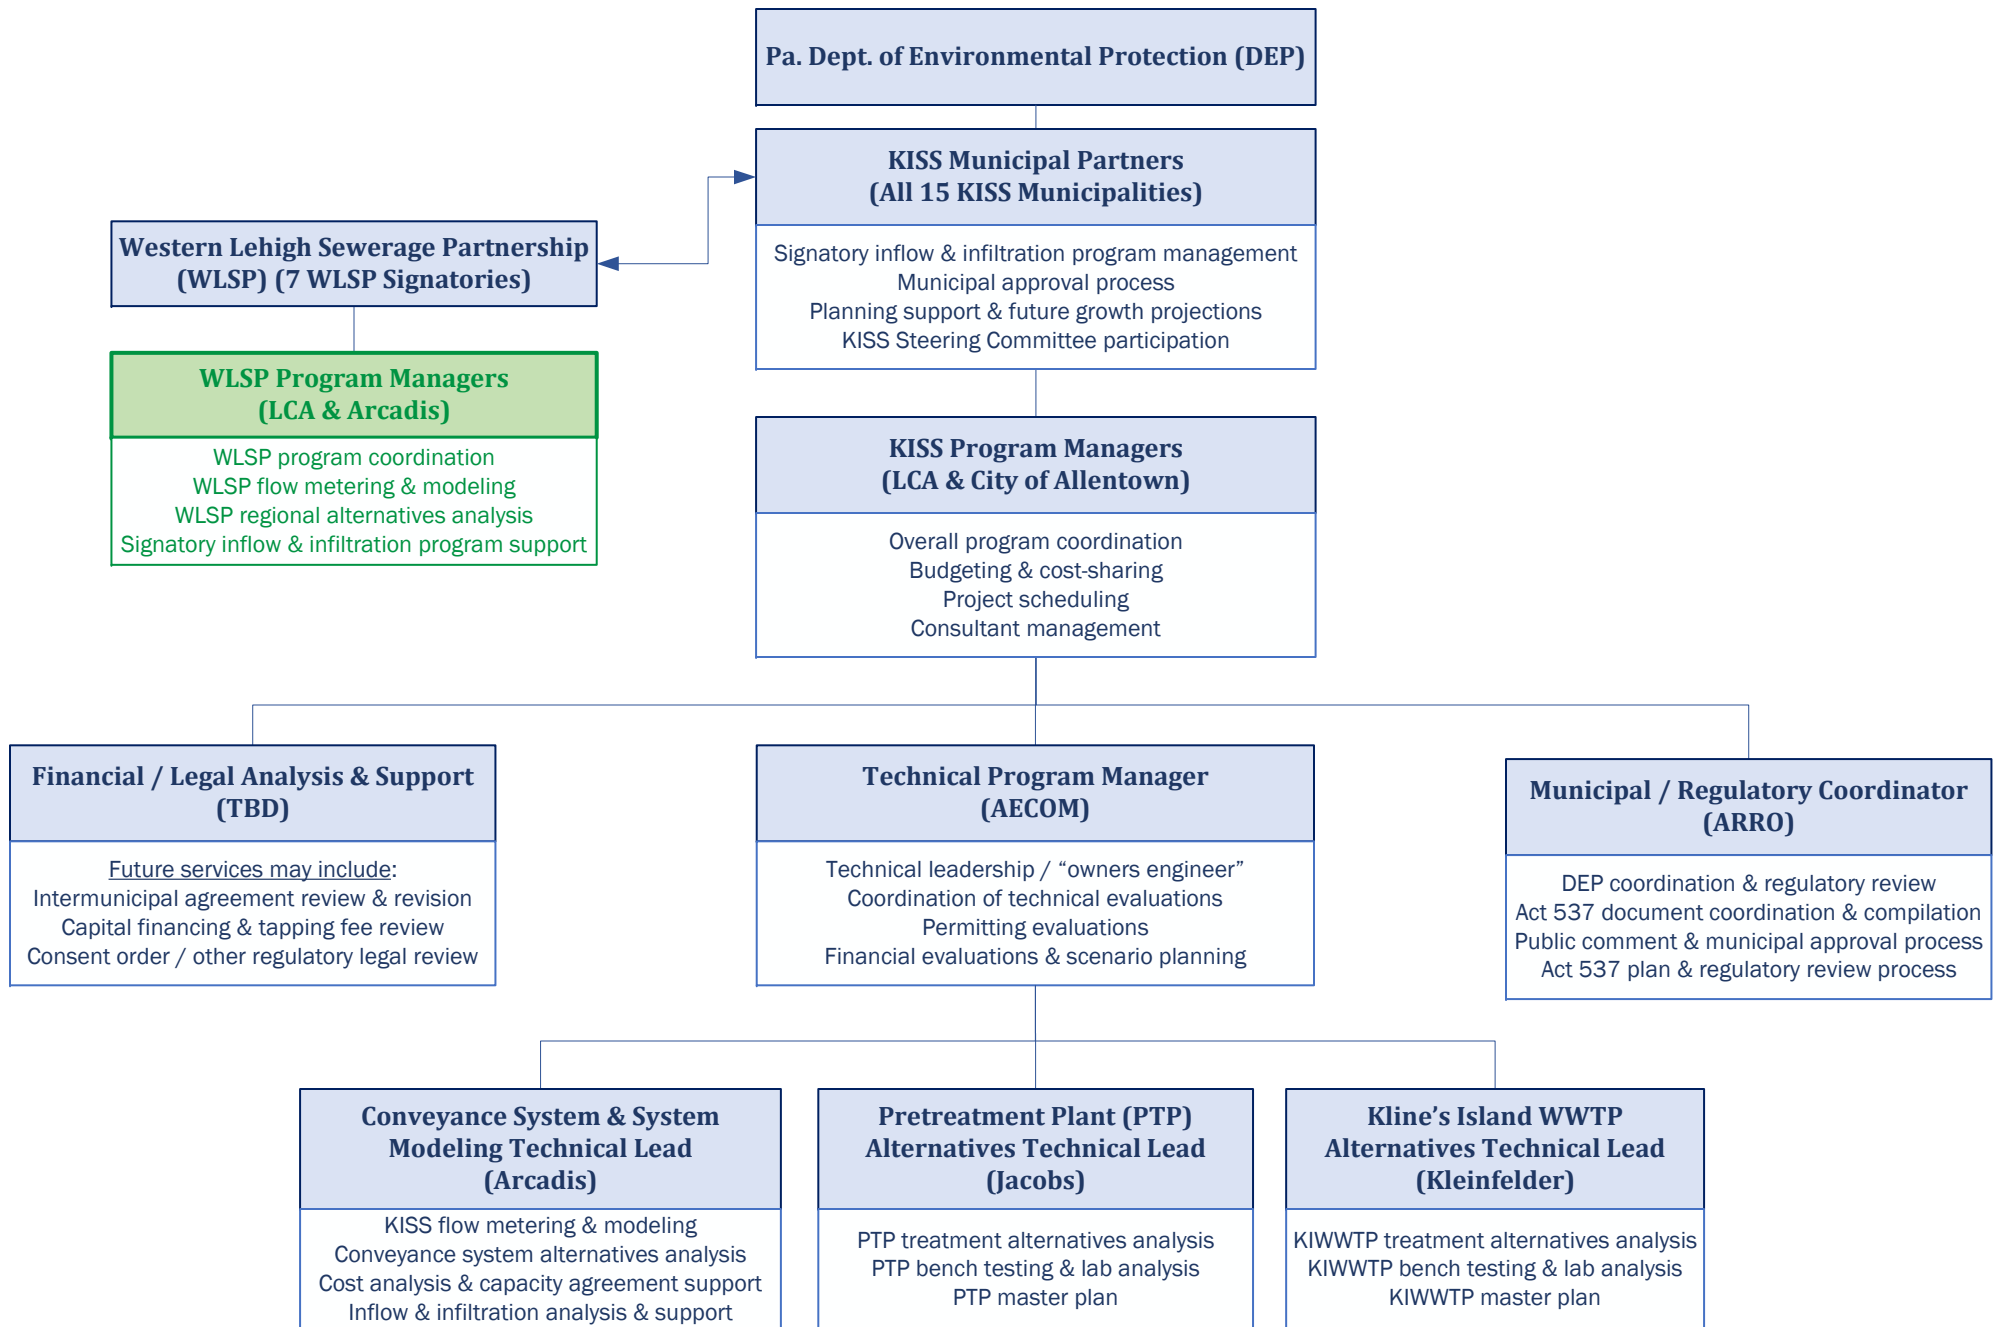 Pa. Dept. of Environmental Protection (DEP)
KISS Municipal Partners
(All 15 KISS Municipalities)
Signatory inflow & infiltration program management
Municipal approval process
Planning support & future growth projections
KISS Steering Committee participation
Western Lehigh Sewerage Partnership
(WLSP) (7 WLSP Signatories)
WLSP Program Managers
(LCA & Arcadis)
WLSP program coordination
WLSP flow metering & modeling
WLSP regional alternatives analysis
Signatory inflow & infiltration program support
KISS Program Managers
(LCA & City of Allentown)
Overall program coordination
Budgeting & cost-sharing
Project scheduling
Consultant management
Financial / Legal Analysis & Support
(TBD)
Future services may include:
Intermunicipal agreement review & revision
Capital financing & tapping fee review
Consent order / other regulatory legal review
Technical Program Manager
(AECOM)
Technical leadership / “owners engineer”
Coordination of technical evaluations
Permitting evaluations
Financial evaluations & scenario planning
Municipal / Regulatory Coordinator
(ARRO)
DEP coordination & regulatory review
Act 537 document coordination & compilation
Public comment & municipal approval process
Act 537 plan & regulatory review process
Conveyance System & System
Modeling Technical Lead
(Arcadis)
KISS flow metering & modeling
Conveyance system alternatives analysis
Cost analysis & capacity agreement support
Inflow & infiltration analysis & support
Pretreatment Plant (PTP)
Alternatives Technical Lead
(Jacobs)
PTP treatment alternatives analysis
PTP bench testing & lab analysis
PTP master plan
Kline’s Island WWTP
Alternatives Technical Lead
(Kleinfelder)
KIWWTP treatment alternatives analysis
KIWWTP bench testing & lab analysis
KIWWTP master plan